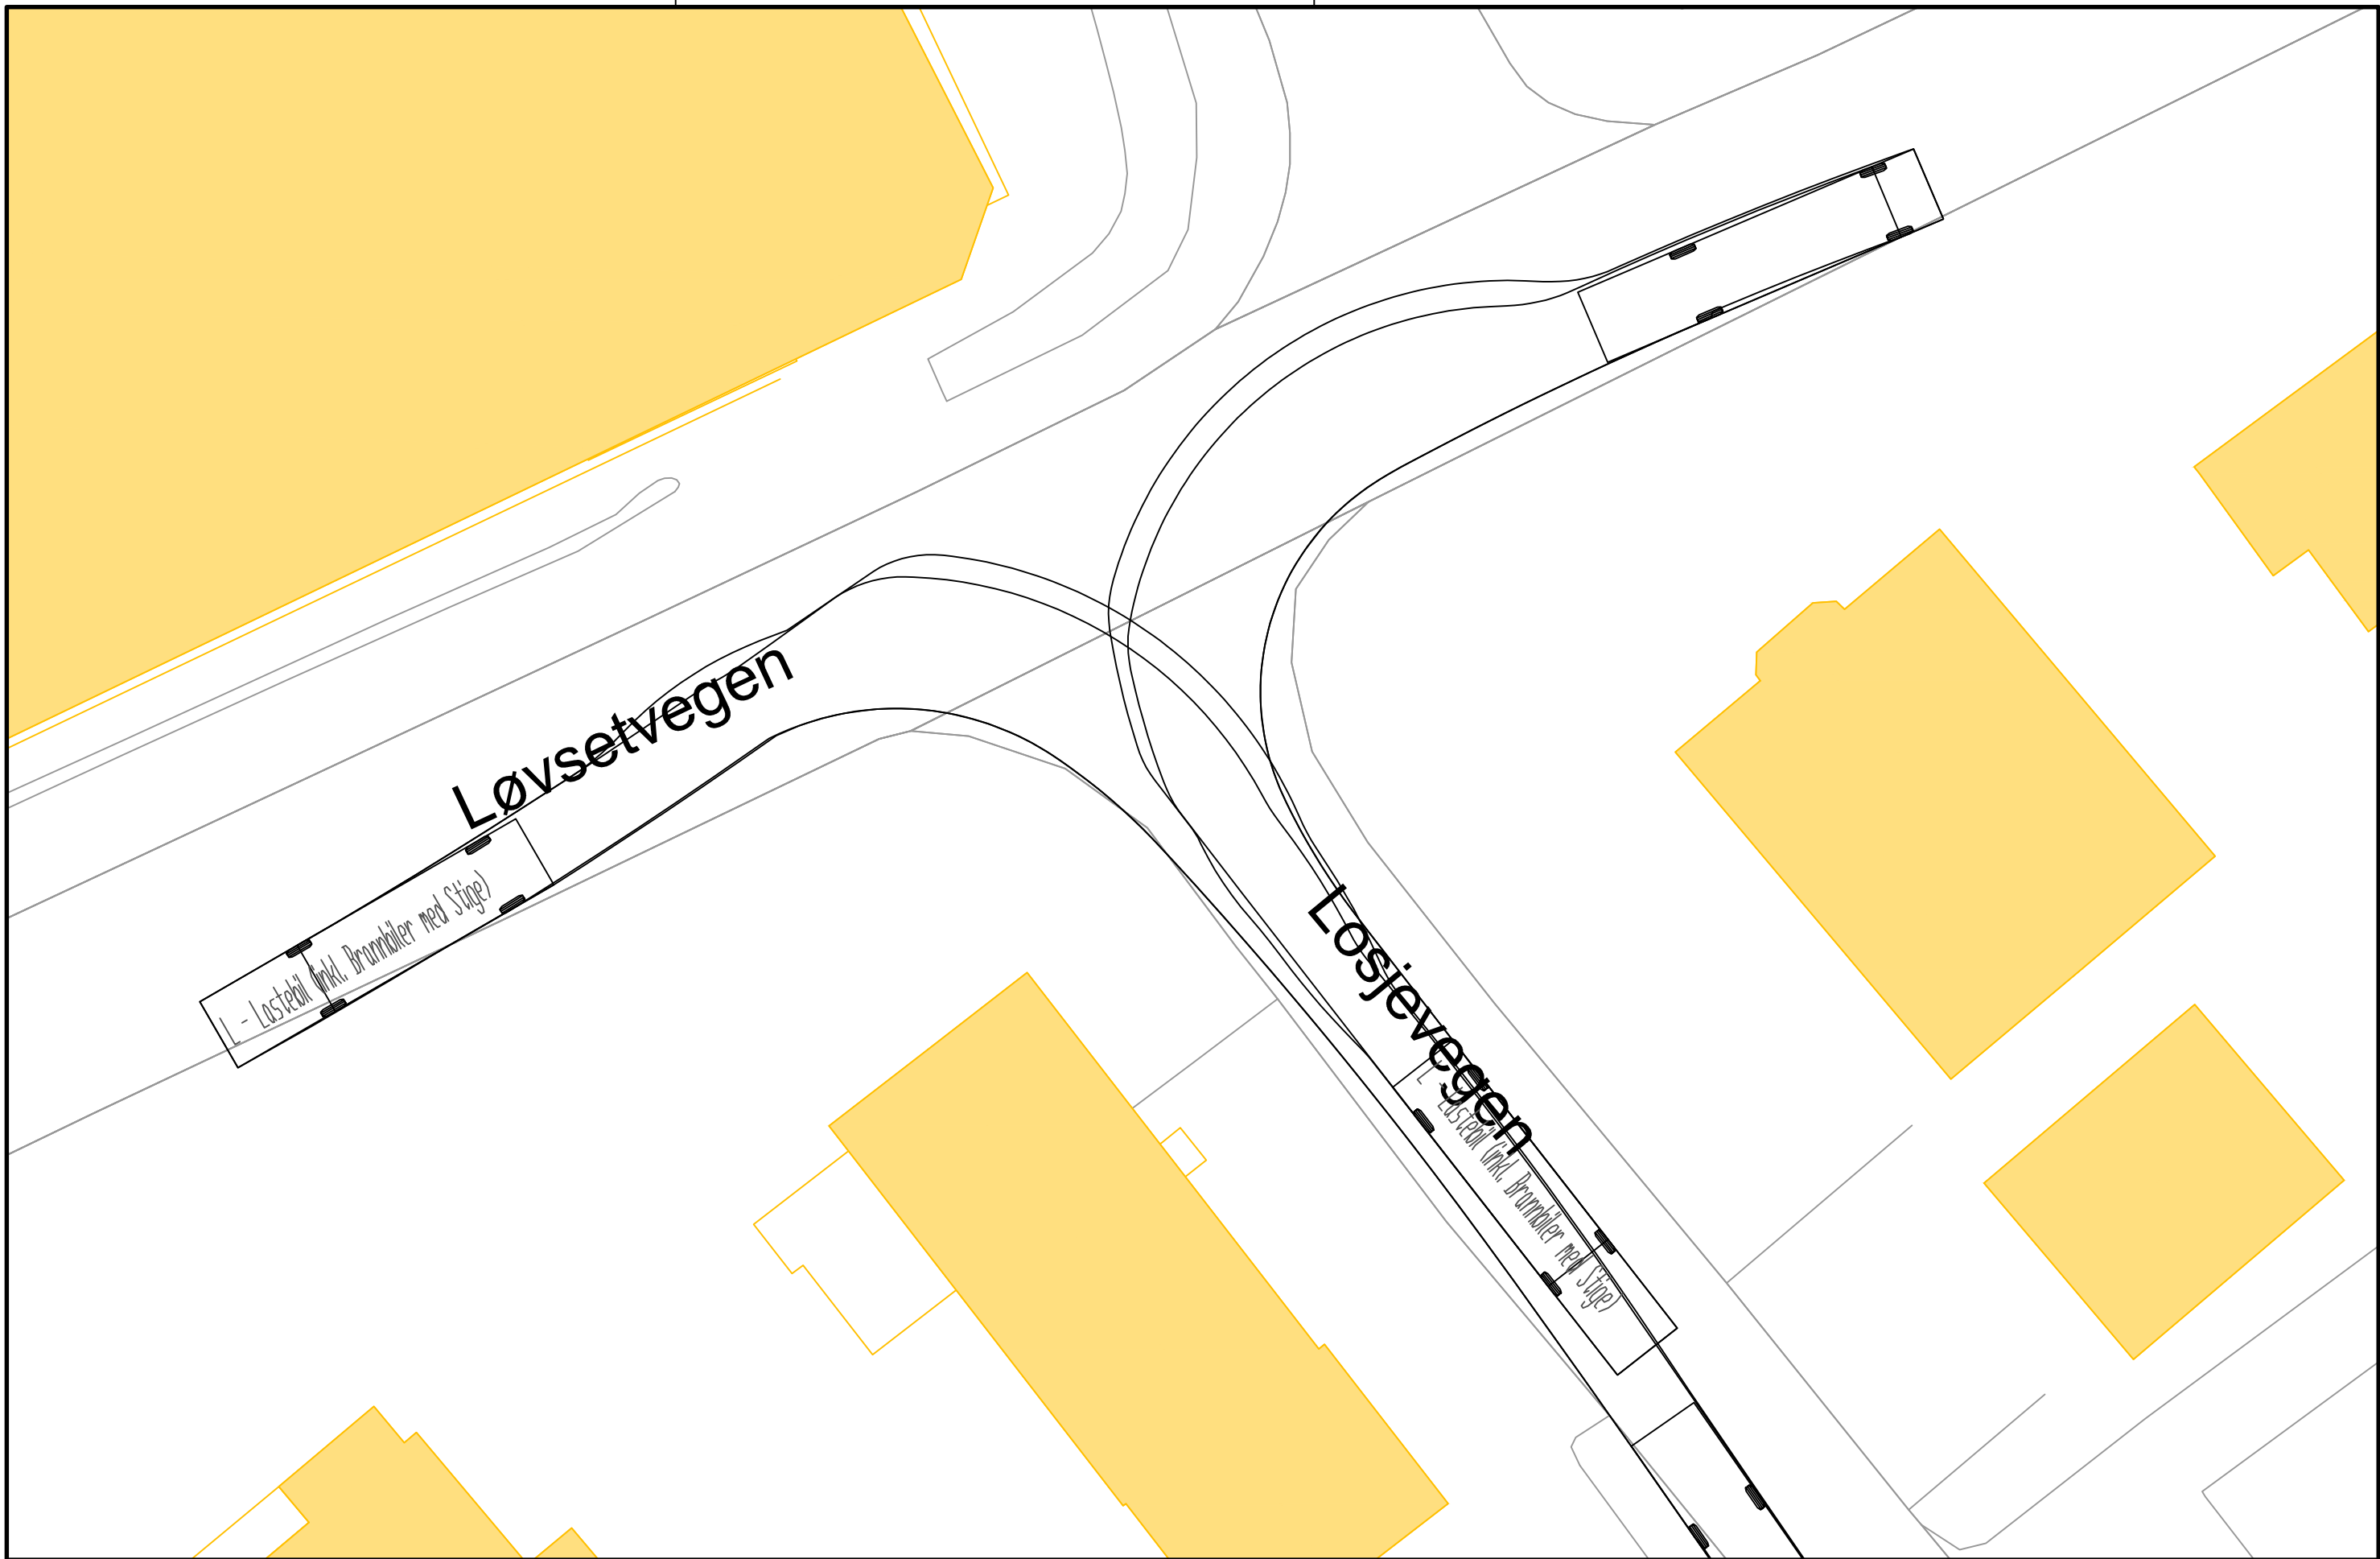 Løvsetvegen
L - Lastebil (inkl. Brannbiler med Stige)
Losjevegen
L - Lastebil (inkl. Brannbiler med Stige)